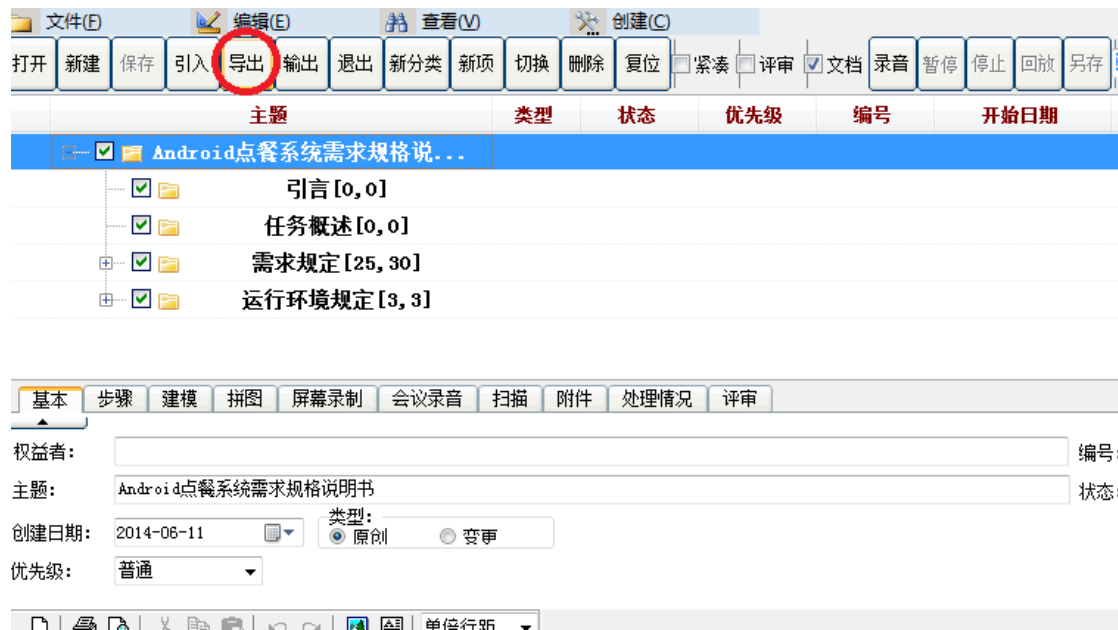 文件(F) 编辑(E) 查看(V) 创建(C)
打开 新建 保存 引入 导出 输出 退出 新分类 新项 切换 删除 复位 紧凑 评审 文档 录音 暂停 停止 回放 另存
主题 类型 状态 优先级 编号 开始日期
Android点餐系统需求规格说...
引言[0,0]
任务概述[0,0]
需求规定[25,30]
运行环境规定[3,3]
基本 步骤 建模 拼图 屏幕录制 会议录音 扫描 附件 处理情况 评审
权益者: 编号:
主题: Android点餐系统需求规格说明书 状态:
类型:
创建日期: 2014-06-11 原创 变更
优先级: 普通
单倍行距